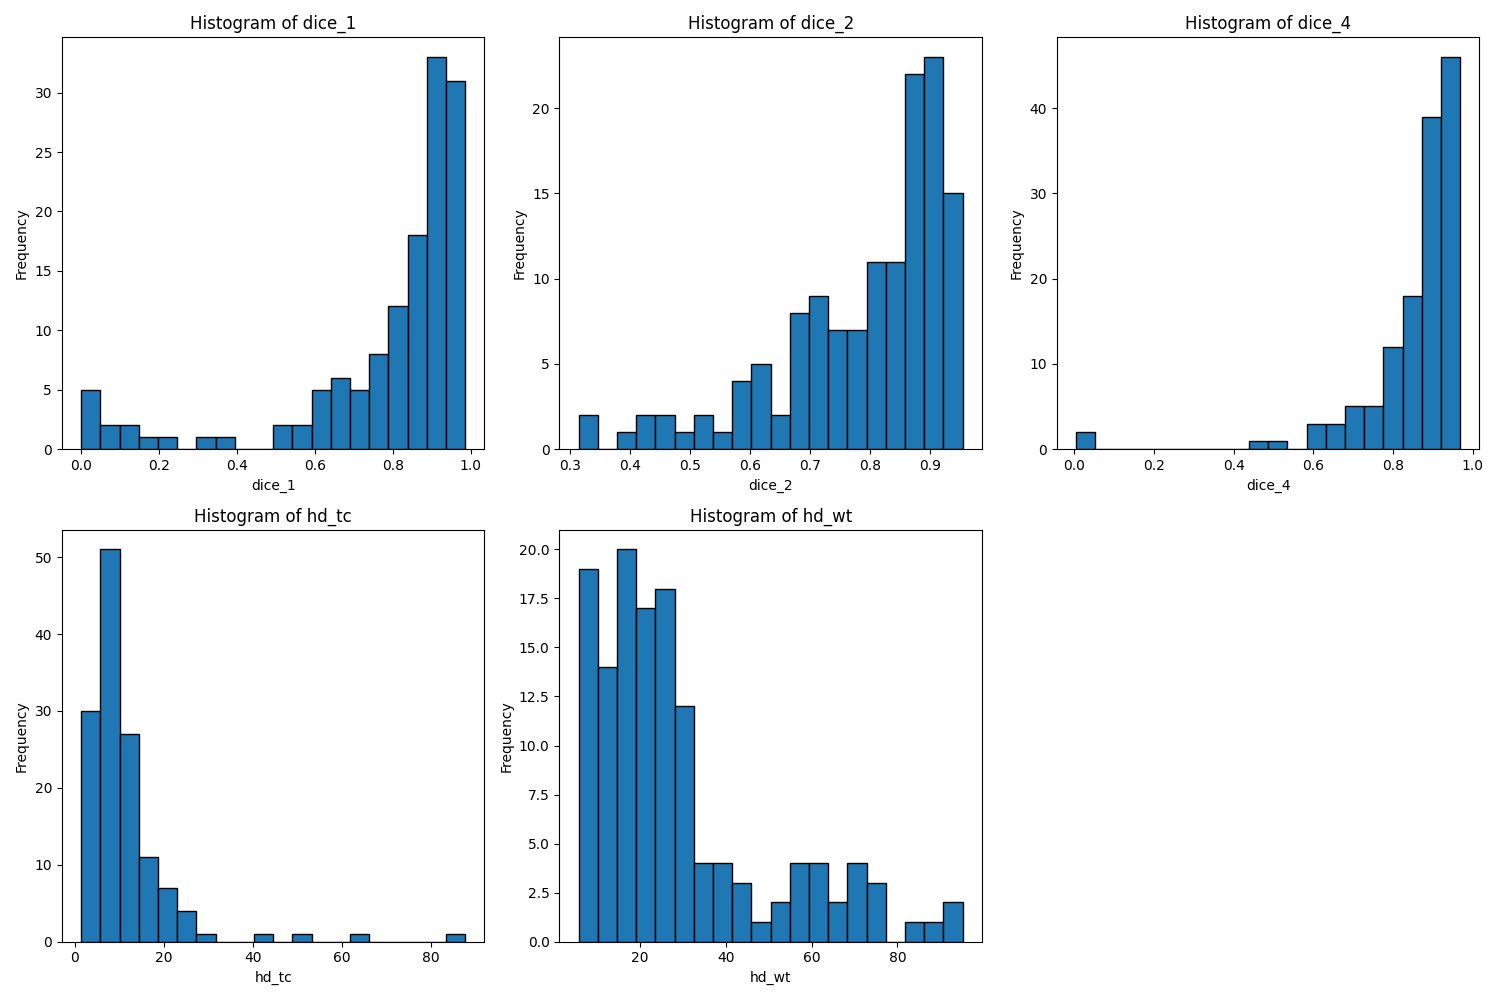 Histogram of dice_1
Histogram of dice_2
Histogram of dice_4
Frequency
0
5
10
15
20
25
30
0.0 0.2 0.4 0.6 0.8 1.0
dice_1
Frequency
0
5
10
15
20
0.3 0.4 0.5 0.6 0.7 0.8 0.9
dice_2
Frequency
0
10
20
30
40
0.0 0.2 0.4 0.6 0.8 1.0
dice_4
Histogram of hd_tc
Histogram of hd_wt
Frequency
0
10
20
30
40
50
0 20 40 60 80
hd_tc
Frequency
0.0
2.5
5.0
7.5
10.0
12.5
15.0
17.5
20.0
20 40 60 80
hd_wt